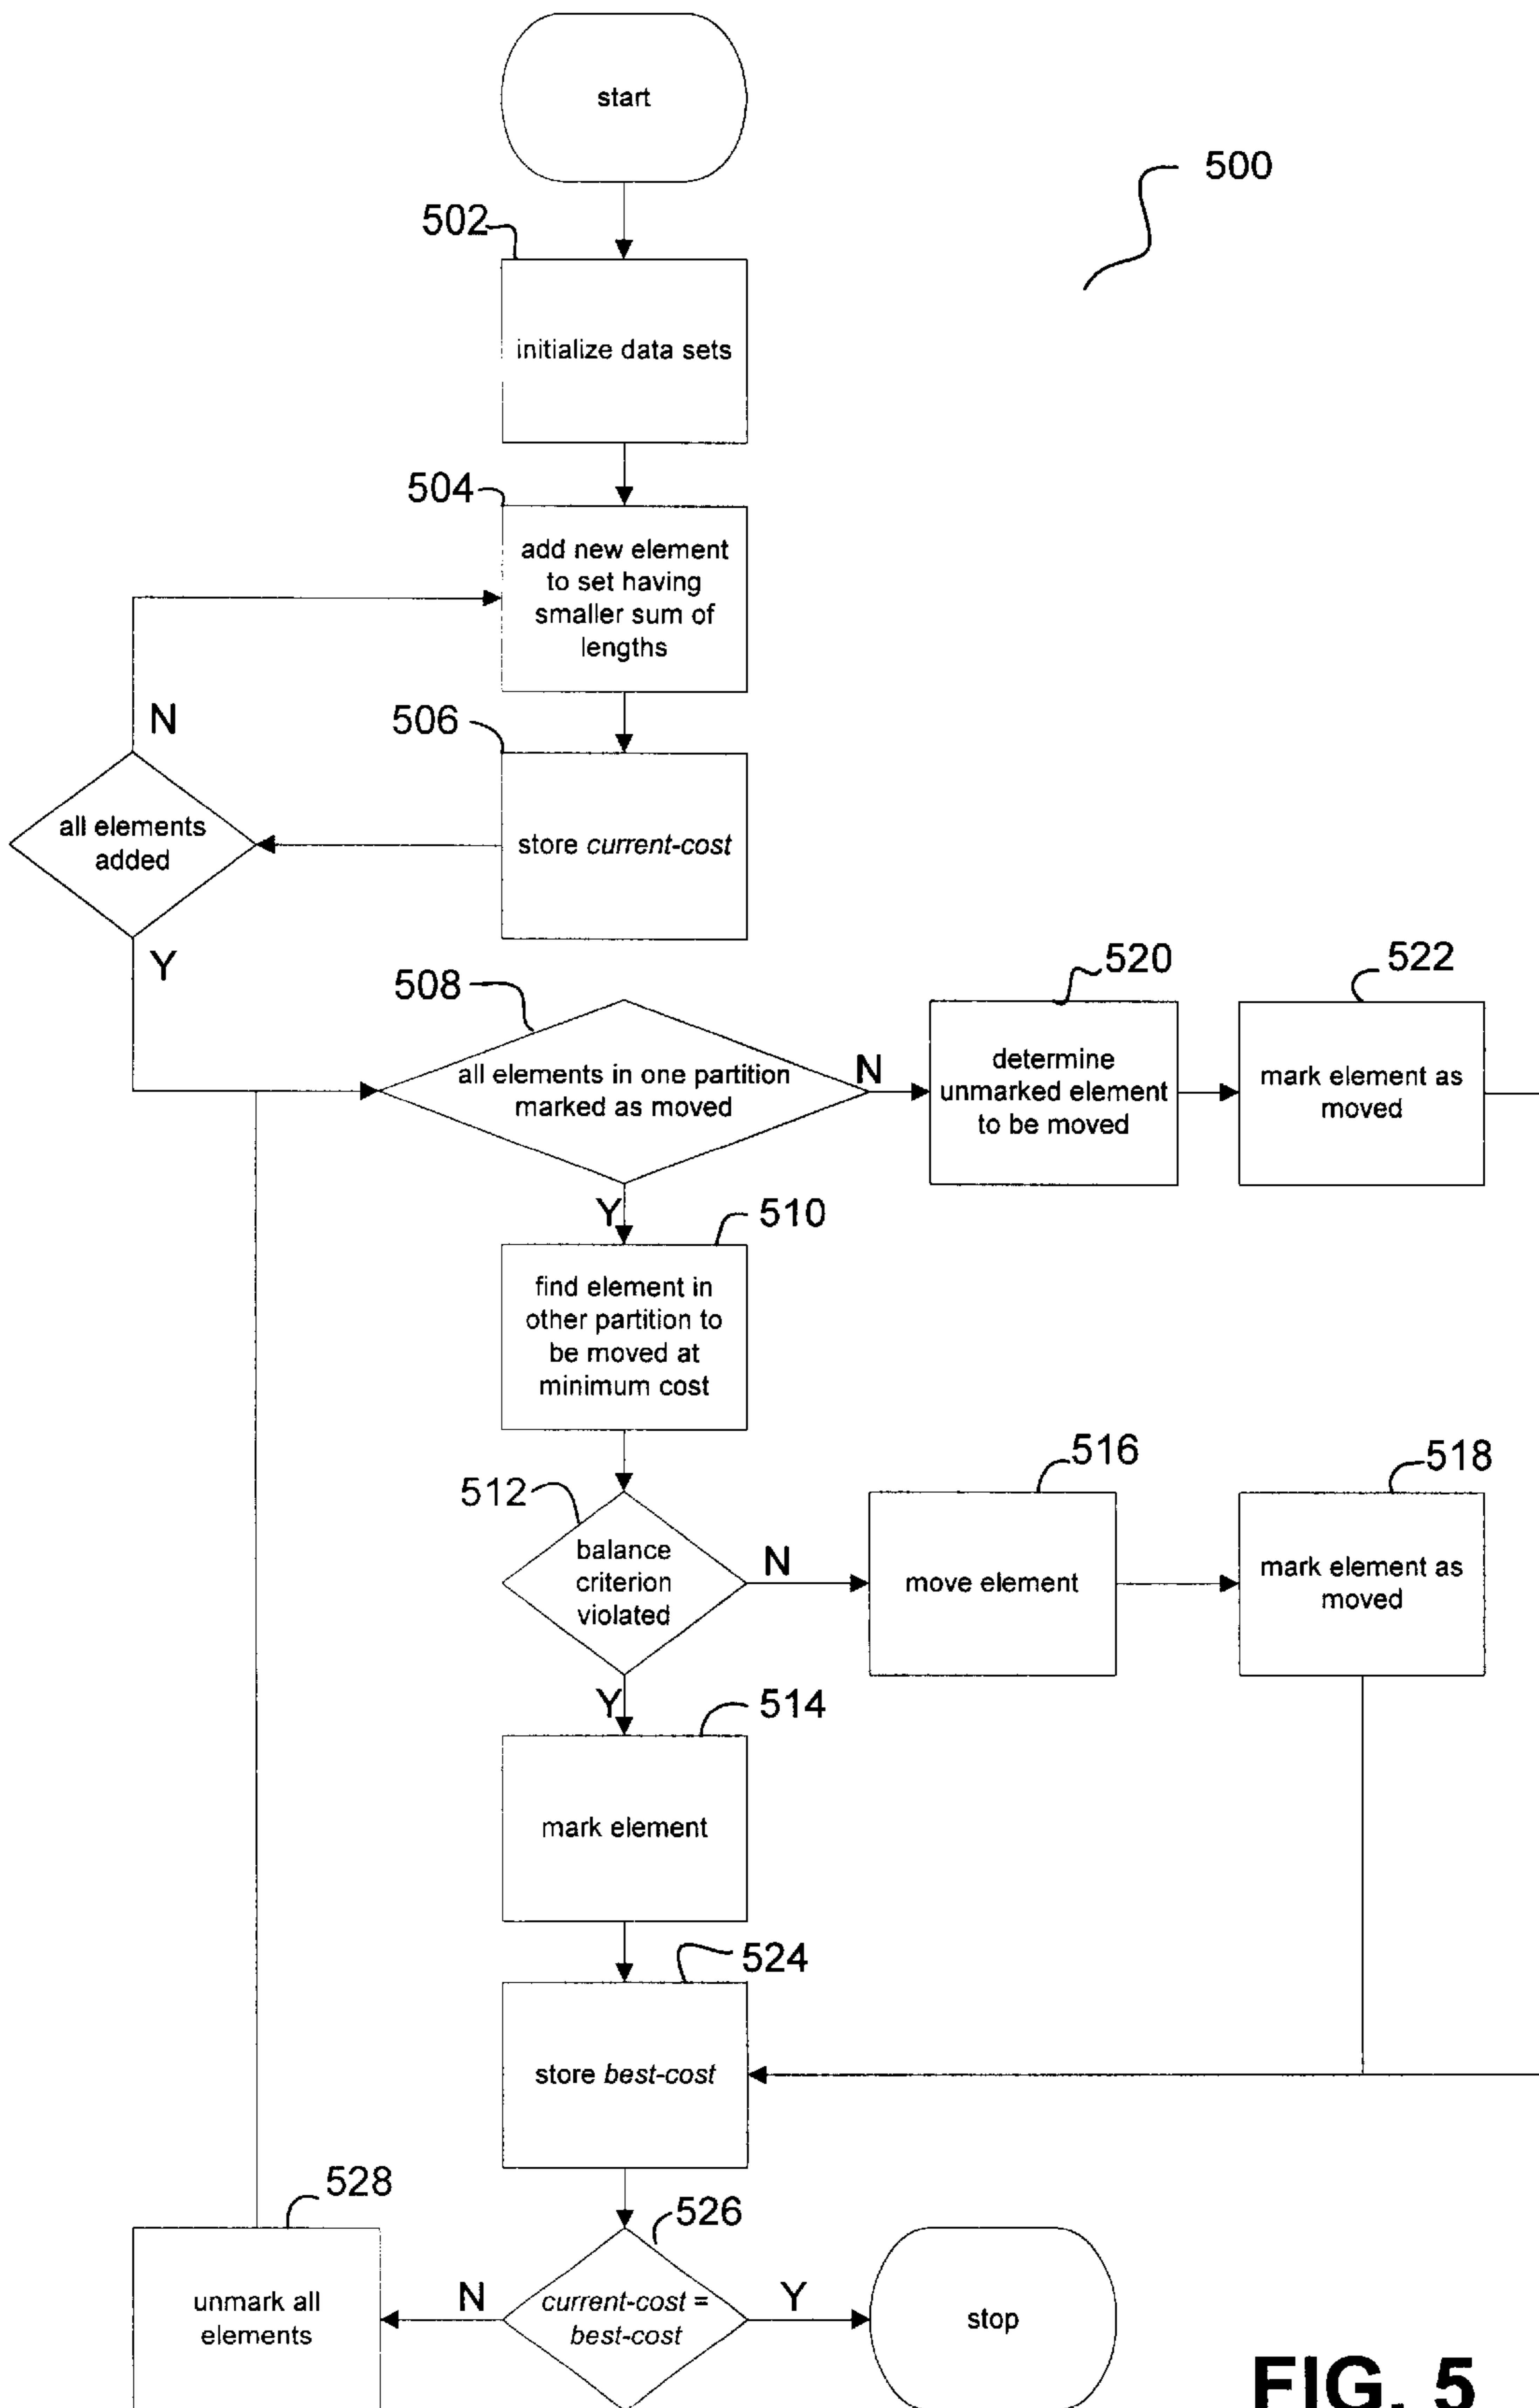 start
500
502
initialize data sets
504
add new element
to set having
smaller sum of
lengths
N
506
all elements
added
store current-cost
Y
508
520
522
all elements in one partition
marked as moved
N
determine
unmarked element
to be moved
mark element as
moved
Y
510
find element in
other partition to
be moved at
minimum cost
512
516
518
balance
criterion
violated
N
move element
mark element as
moved
Y
514
mark element
524
store best-cost
528
526
unmark all
elements
N
current-cost =
best-cost
Y
stop
FIG. 5